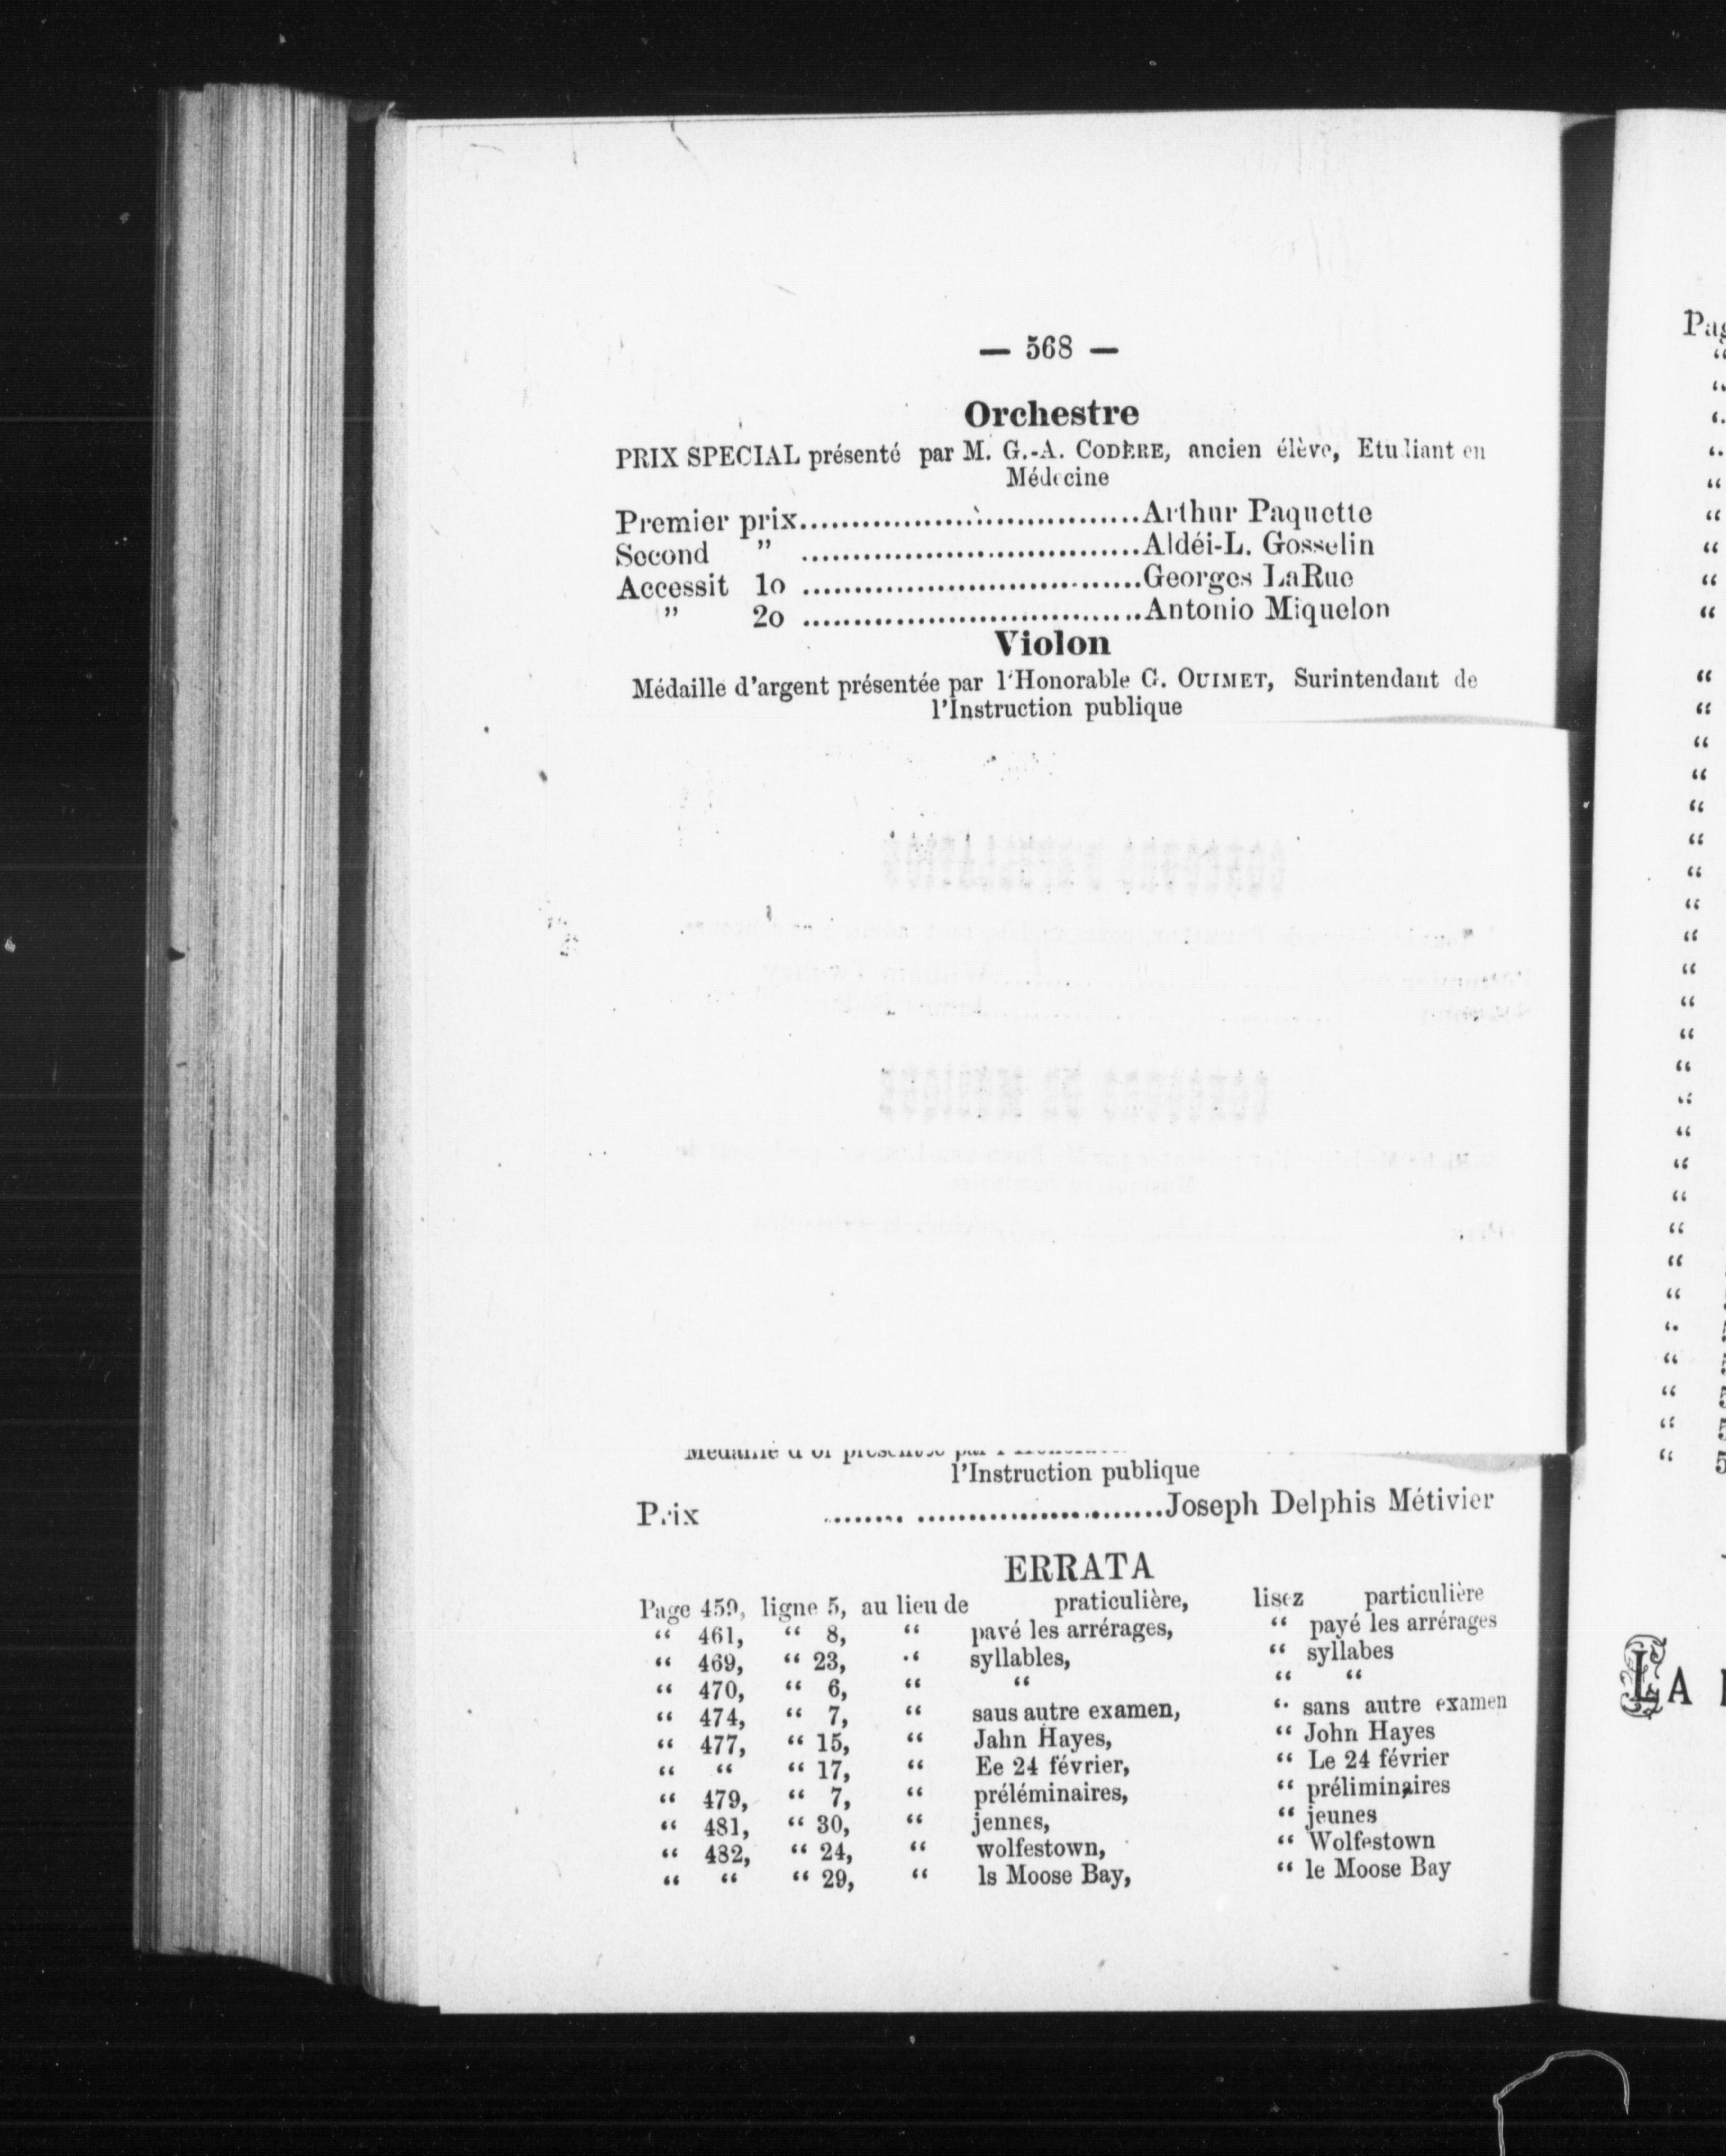 — 568 —
Orchestre
PRIX SPECIAL présenté par M. G.-A. CODÈRE, ancien élève, Etudiant en
Médecine
Premier prix.................................Arthur Paquette
Second ” .................................Aldéi-L. Gosselin
Accessit 1o .................................Georges LaRue
” 2o .................................Antonio Miquelon
Violon
Médaille d'argent présentée par l'Honorable G. OUIMET, Surintendant de
l'Instruction publique
Médaille d'or présentée par
l'Instruction publique
Prix ........ ........................Joseph Delphis Métivier
ERRATA
Page 459, ligne 5, au lieu de praticulière, lisez particulière
“ 461, “ 8, “ pavé les arrérages, “ payé les arrérages
“ 469, “ 23, “ syllables, “ syllabes
“ 470, “ 6, “ “ “ “
“ 474, “ 7, “ saus autre examen, “ sans autre examen
“ 477, “ 15, “ Jahn Hayes, “ John Hayes
“ “ “ 17, “ Ee 24 février, “ Le 24 février
“ 479, “ 7, “ préléminaires, “ préliminaires
“ 481, “ 30, “ jennes, “ jeunes
“ 482, “ 24, “ wolfestown, “ Wolfestown
“ “ “ 29, “ ls Moose Bay, “ le Moose Bay
LA